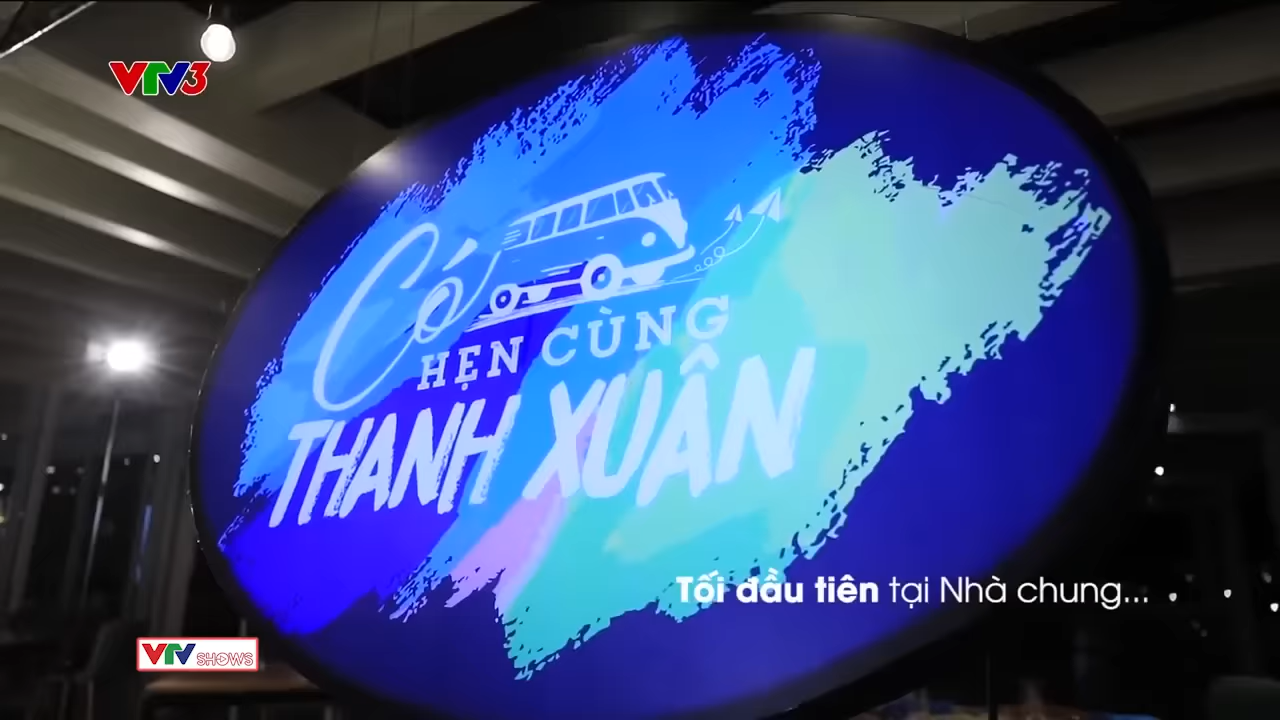 VTV3
Có
HẸN CÙNG
THANH XUÂN
Tối đầu tiên tại Nhà chung...
VTV SHOWS